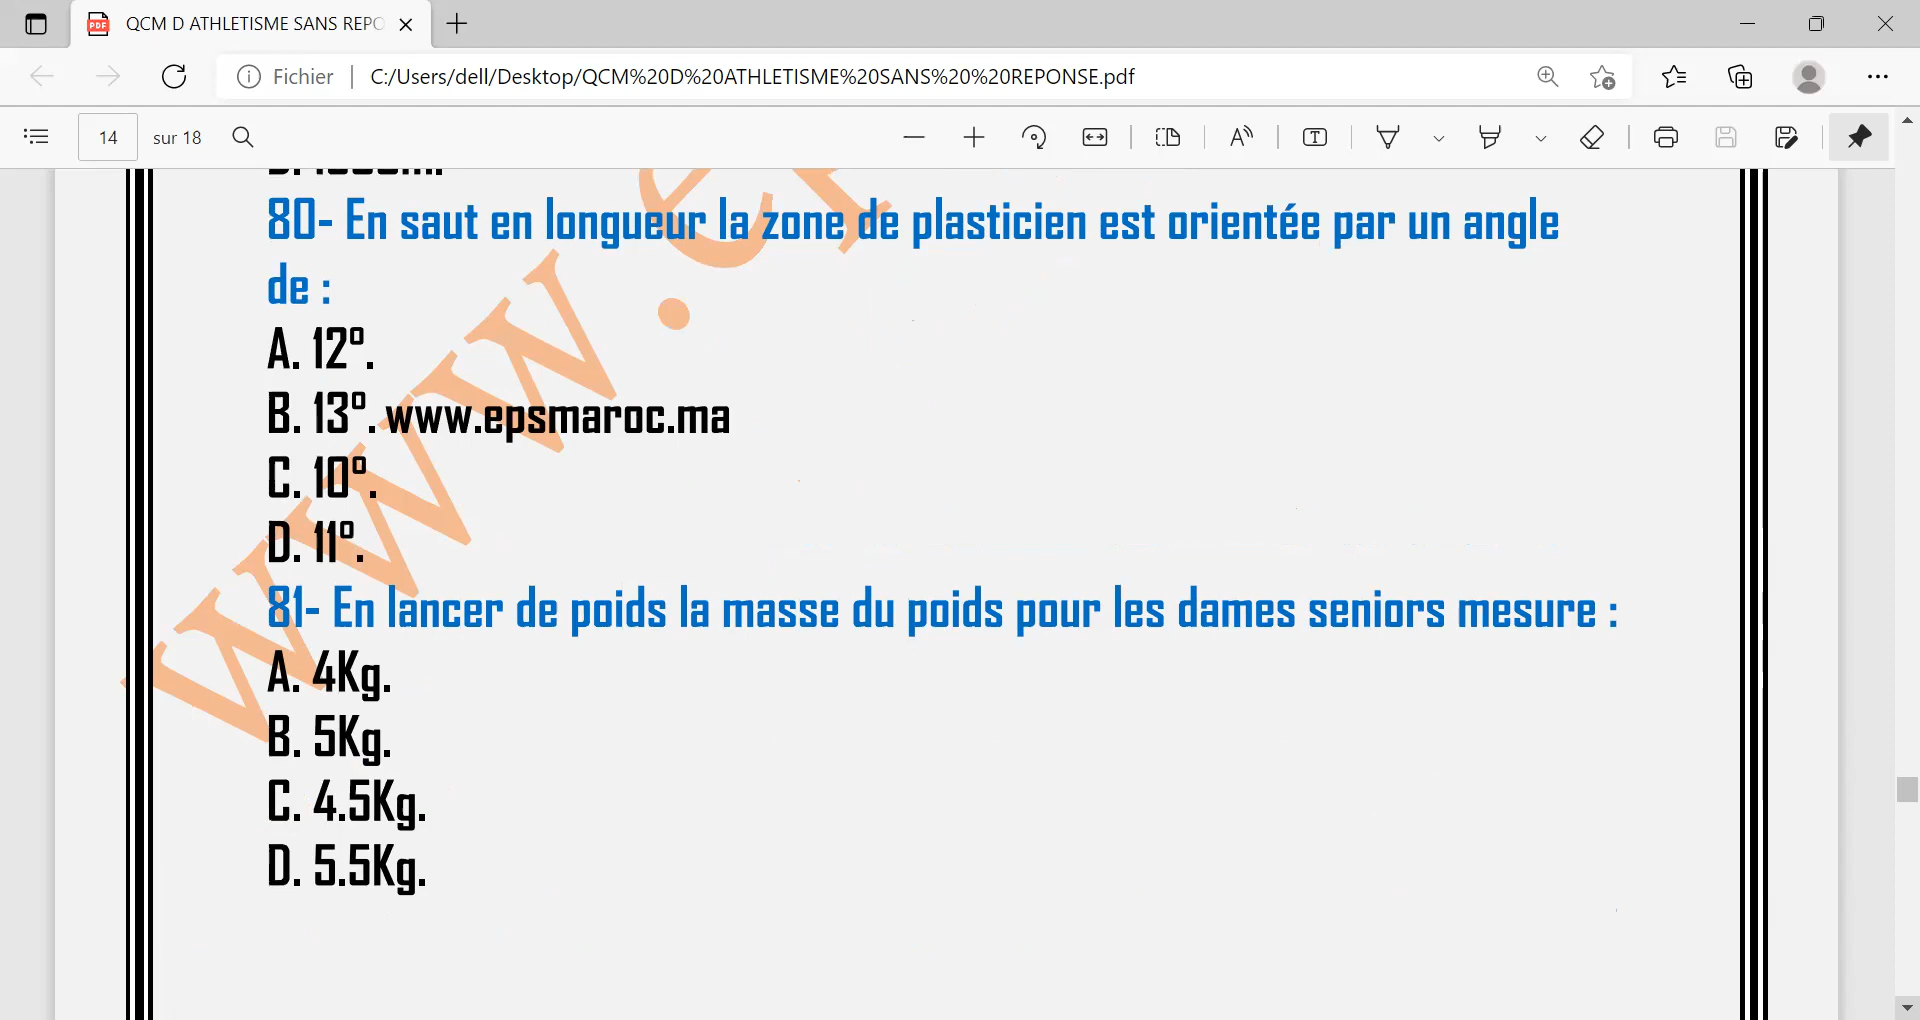 QCM D ATHLETISME SANS REPO
Fichier
C:/Users/dell/Desktop/QCM%20D%20ATHLETISME%20SANS%20%20REPONSE.pdf
14 sur 18
80- En saut en longueur la zone de plasticien est orientée par un angle
de :
A. 12°.
B. 13°. www.epsmaroc.ma
C. 10°.
D. 11°.
81- En lancer de poids la masse du poids pour les dames seniors mesure :
A. 4Kg.
B. 5Kg.
C. 4.5Kg.
D. 5.5Kg.
www.ep